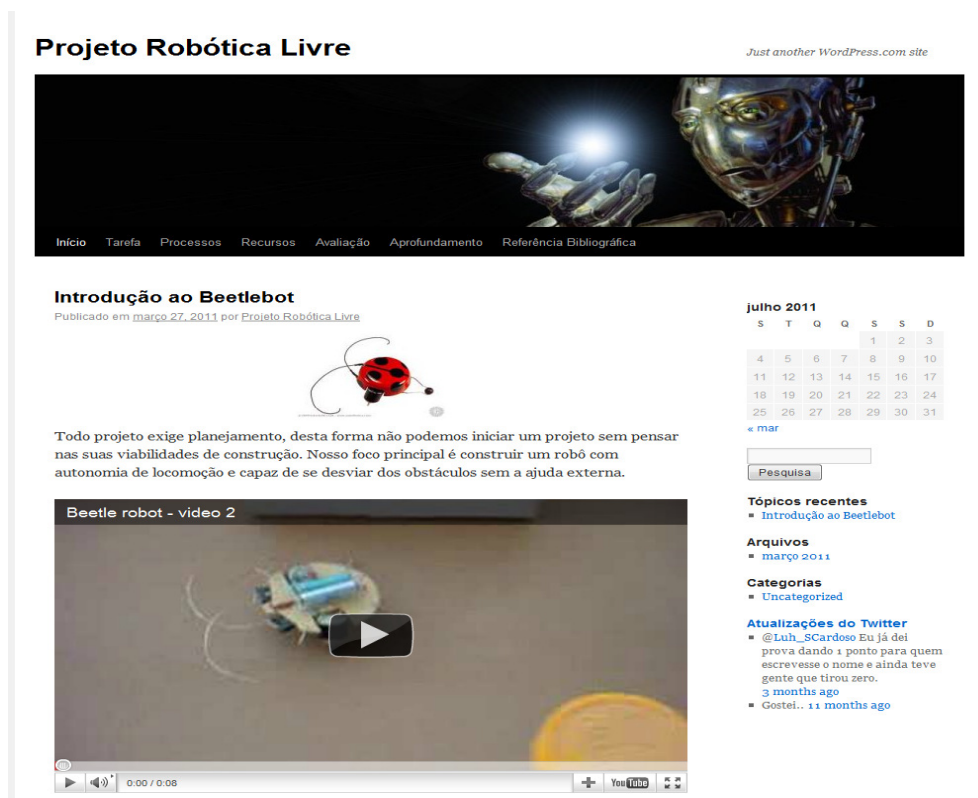 Projeto Robótica Livre
Just another WordPress.com site
Início Tarefa Processos Recursos Avaliação Aprofundamento Referência Bibliográfica
Introdução ao Beetlebot
Publicado em março 27, 2011 por Projeto Robótica Livre
Todo projeto exige planejamento, desta forma não podemos iniciar um projeto sem pensar
nas suas viabilidades de construção. Nosso foco principal é construir um robô com
autonomia de locomoção e capaz de se desviar dos obstáculos sem a ajuda externa.
Beetle robot - video 2
0:00 / 0:08
YouTube
julho 2011
S T Q Q S S D
1 2 3
4 5 6 7 8 9 10
11 12 13 14 15 16 17
18 19 20 21 22 23 24
25 26 27 28 29 30 31
« mar
Pesquisa
Tópicos recentes
Introdução ao Beetlebot
Arquivos
março 2011
Categorias
Uncategorized
Atualizações do Twitter
@Luh_SCardoso Eu já dei
prova dando 1 ponto para quem
escrevesse o nome e ainda teve
gente que tirou zero.
3 months ago
Gostei.. 11 months ago